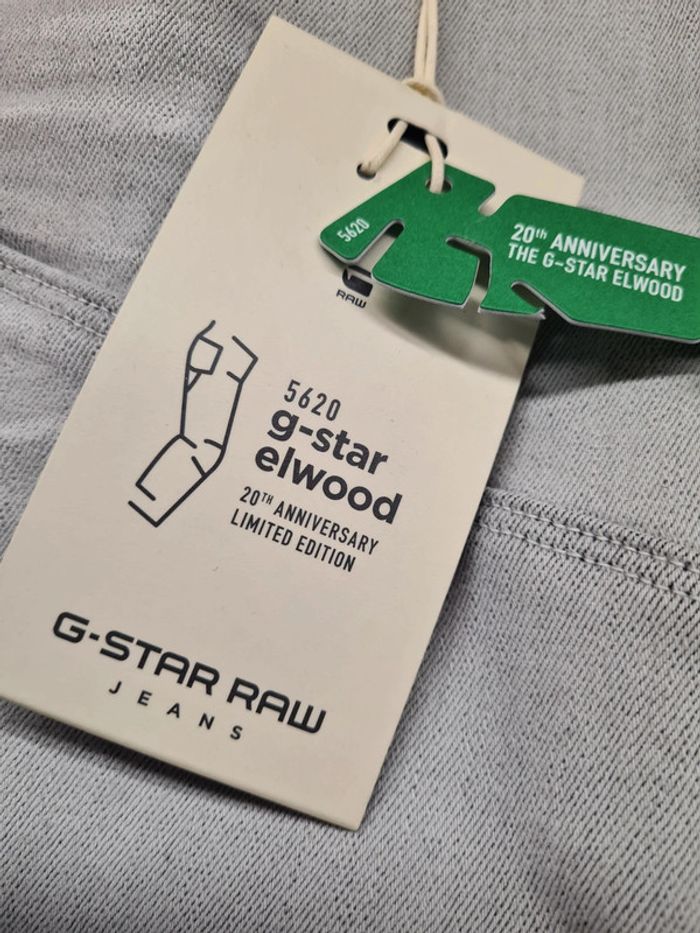 5620
20th ANNIVERSARY
THE G-STAR ELWOOD
RAW
5620
g-star
elwood
20TH ANNIVERSARY
LIMITED EDITION
G-STAR RAW
JEANS